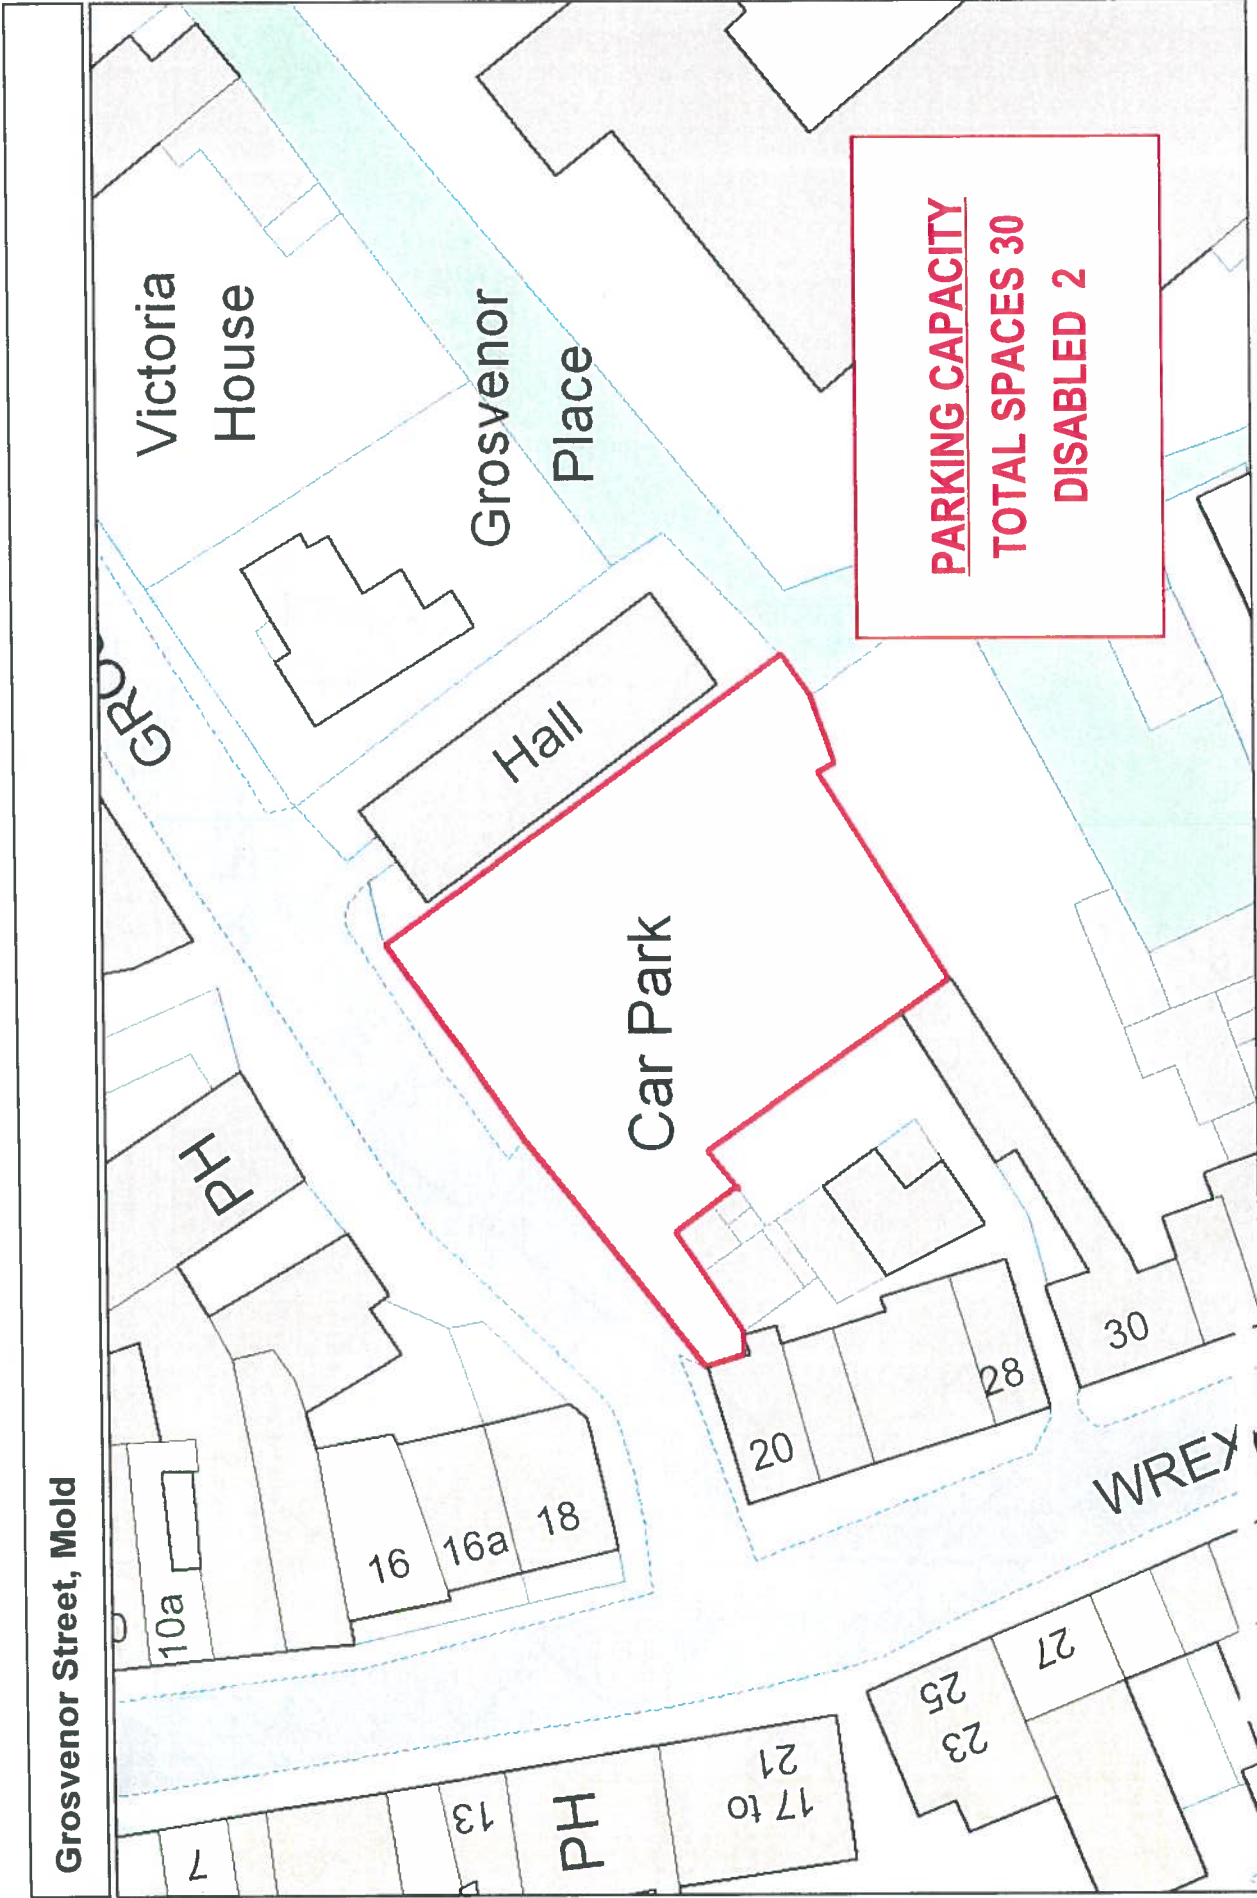 Grosvenor Street, Mold
Victoria
House
Grosvenor
Place
GROS
Hall
Car Park
PH
PARKING CAPACITY
TOTAL SPACES 30
DISABLED 2
10a
16
16a
18
20
28
30
WREX
7
13
PH
17 to
21
23
25
27